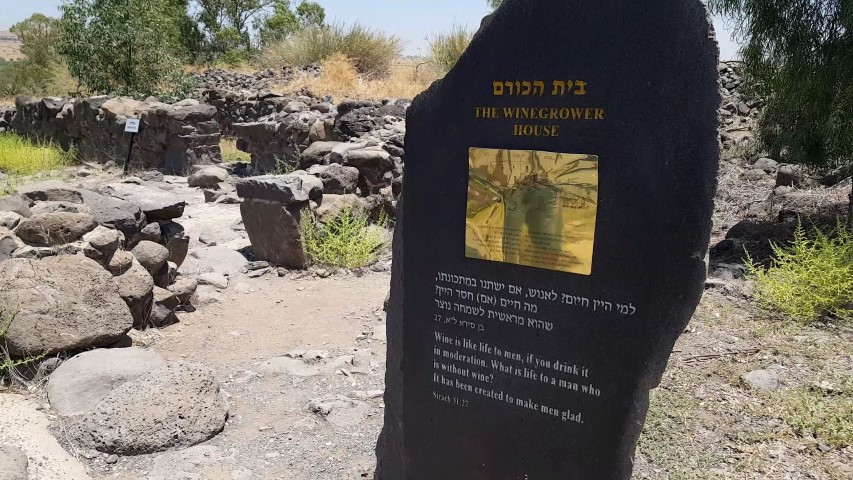 בית הכורם
THE WINEGROWER
HOUSE
למי היין חיים? לאנוש, אם ישתנו במתכונתו,
מה חיים (אם) חסר היין?
שהוא מראשית לשמחה נוצר
בן סירא ל"א, 27
Wine is like life to men, if you drink it
in moderation. What is life to a man who
is without wine?
It has been created to make men glad.
Sirach 31:27